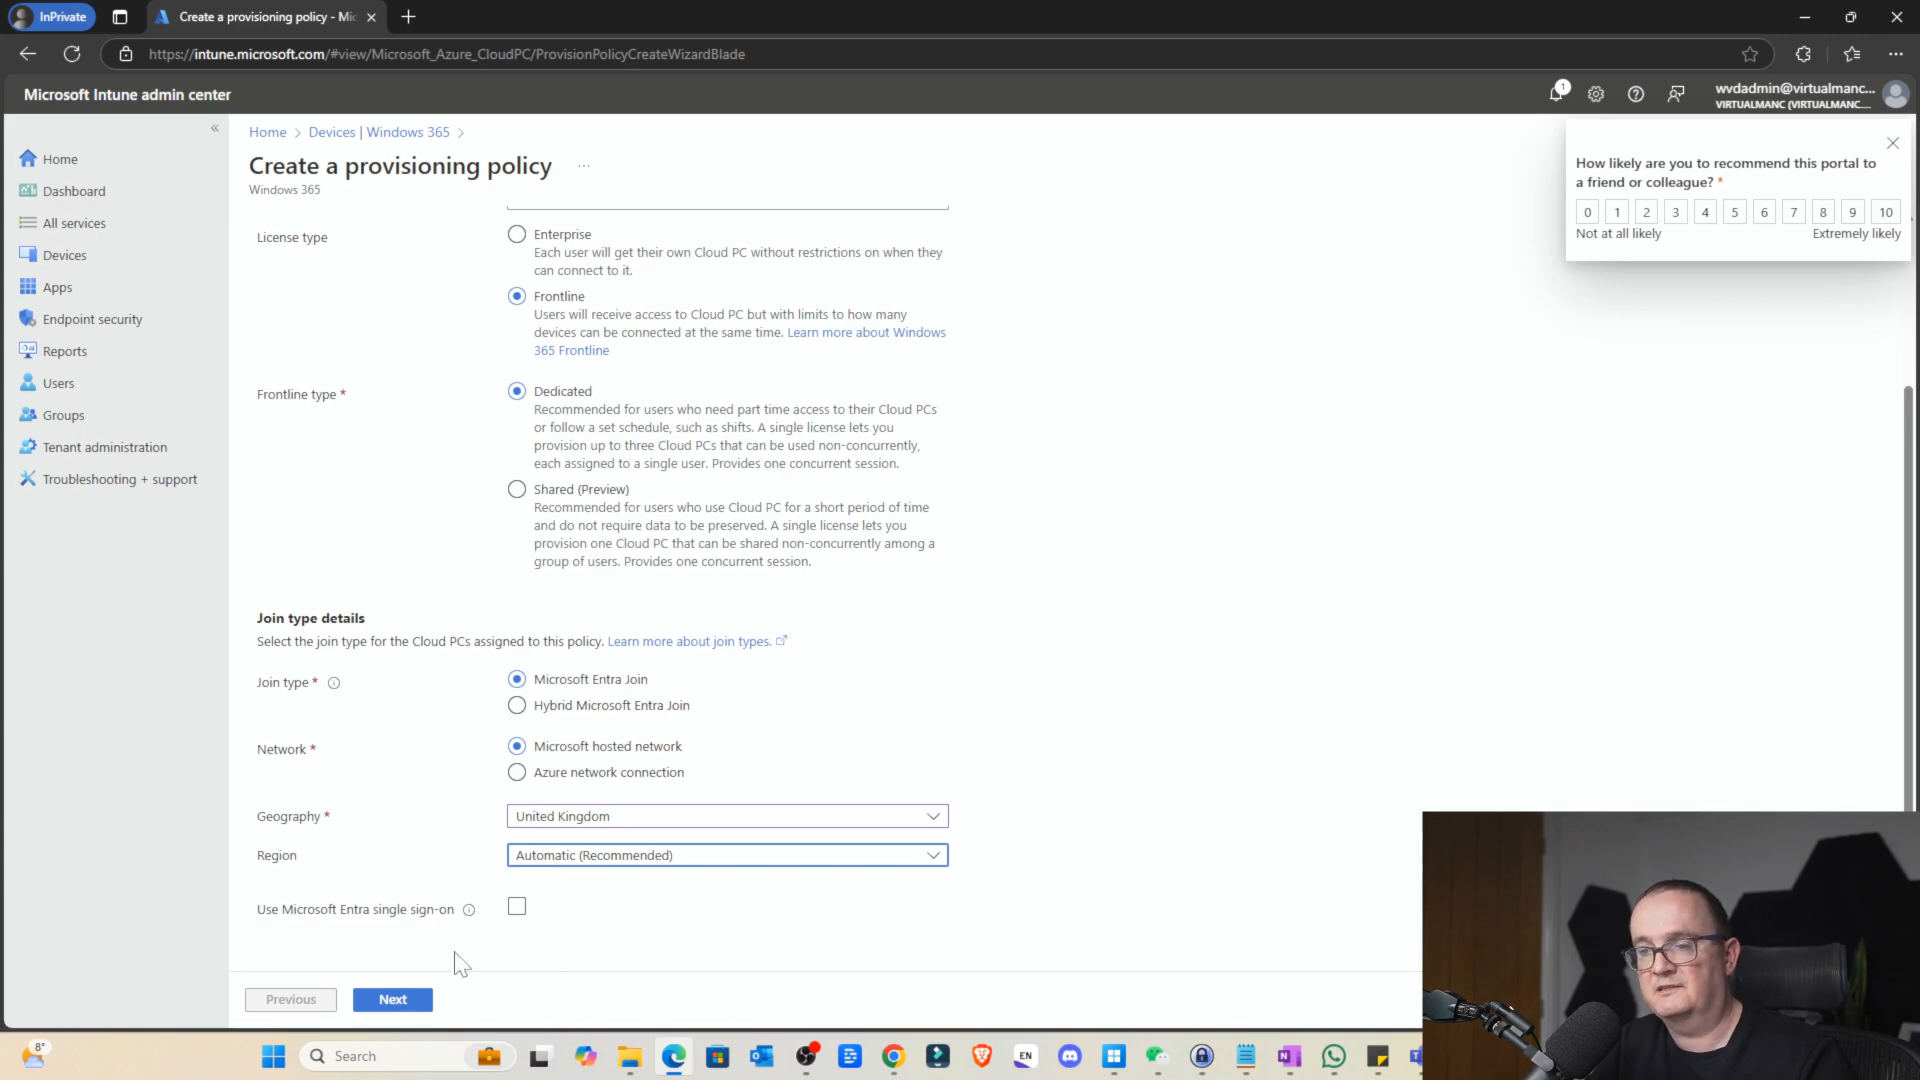 InPrivate
Create a provisioning policy - Mic
https://intune.microsoft.com/#view/Microsoft_Azure_CloudPC/ProvisionPolicyCreateWizardBlade
Microsoft Intune admin center
1
wvdadmin@virtualmanc...
VIRTUALMANC (VIRTUALMANC....
Home
Dashboard
All services
Devices
Apps
Endpoint security
Reports
Users
Groups
Tenant administration
Troubleshooting + support
Home > Devices | Windows 365 >
Create a provisioning policy ...
Windows 365
License type
Enterprise
Each user will get their own Cloud PC without restrictions on when they
can connect to it.
Frontline
Users will receive access to Cloud PC but with limits to how many
devices can be connected at the same time. Learn more about Windows
365 Frontline
Frontline type *
Dedicated
Recommended for users who need part time access to their Cloud PCs
or follow a set schedule, such as shifts. A single license lets you
provision up to three Cloud PCs that can be used non-concurrently,
each assigned to a single user. Provides one concurrent session.
Shared (Preview)
Recommended for users who use Cloud PC for a short period of time
and do not require data to be preserved. A single license lets you
provision one Cloud PC that can be shared non-concurrently among a
group of users. Provides one concurrent session.
Join type details
Select the join type for the Cloud PCs assigned to this policy. Learn more about join types.
Join type *
Microsoft Entra Join
Hybrid Microsoft Entra Join
Network *
Microsoft hosted network
Azure network connection
Geography *
United Kingdom
Region
Automatic (Recommended)
Use Microsoft Entra single sign-on
Previous
Next
How likely are you to recommend this portal to
a friend or colleague? *
0 1 2 3 4 5 6 7 8 9 10
Not at all likely
Extremely likely
8°
Search
EN